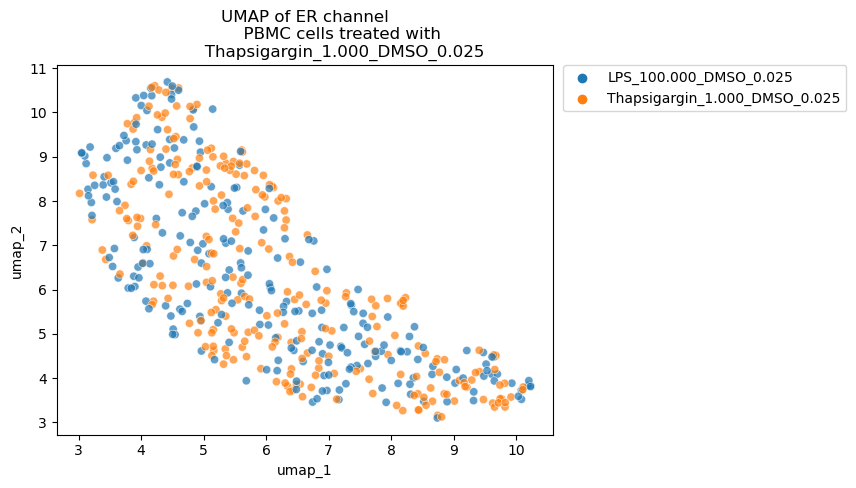 UMAP of ER channel
PBMC cells treated with
Thapsigargin_1.000_DMSO_0.025
LPS_100.000_DMSO_0.025
Thapsigargin_1.000_DMSO_0.025
umap_2
11
10
9
8
7
6
5
4
3
3 4 5 6 7 8 9 10
umap_1